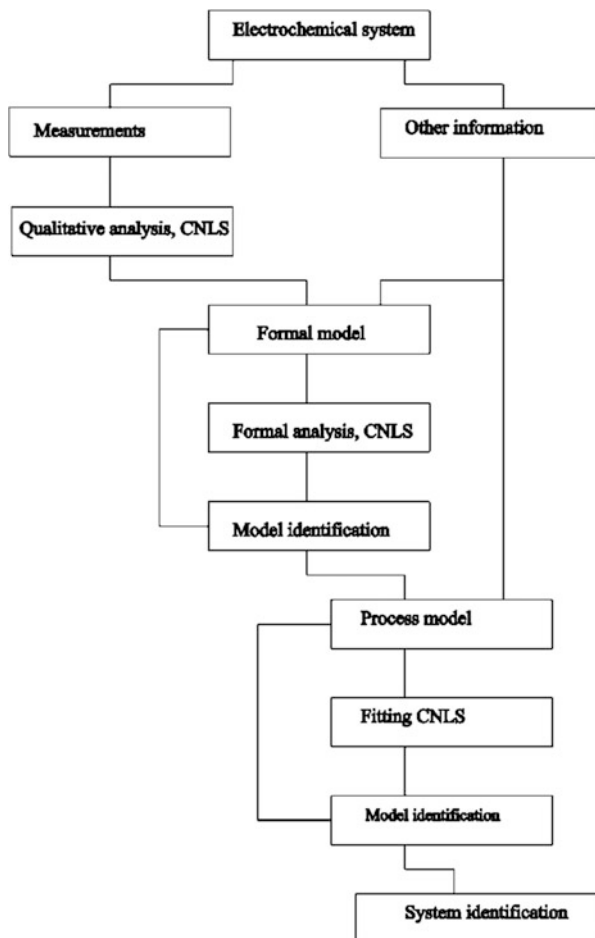 Electrochemical system
Measurements
Other information
Qualitative analysis, CNLS
Formal model
Formal analysis, CNLS
Model identification
Process model
Fitting CNLS
Model identification
System identification